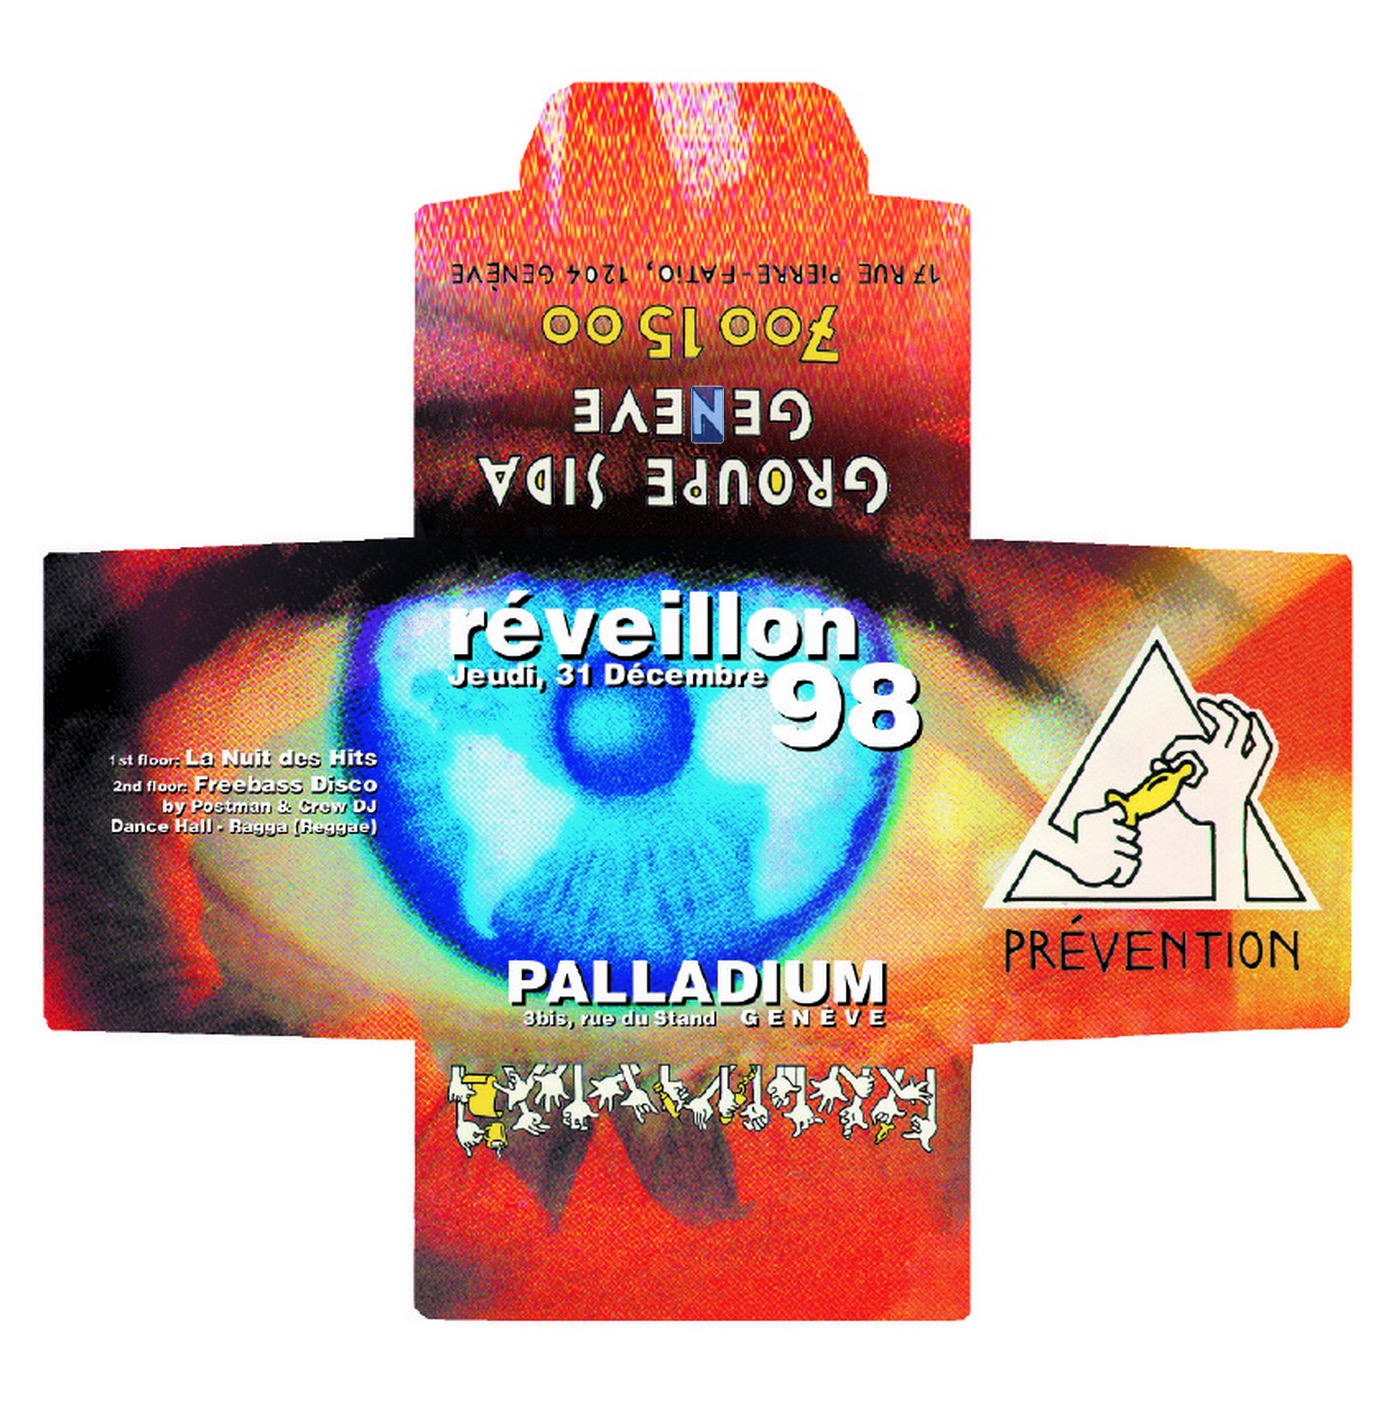 GROUPE SIDA
GENEVE
700 15 00
17 RUE PIERRE-FATIO, 1204 GENÈVE
réveillon
Jeudi, 31 Décembre
98
1st floor: La Nuit des Hits
2nd floor: Freebass Disco
by Postman & Crew DJ
Dance Hall - Ragga (Reggae)
PRÉVENTION
PALLADIUM
3bis, rue du Stand GENÈVE